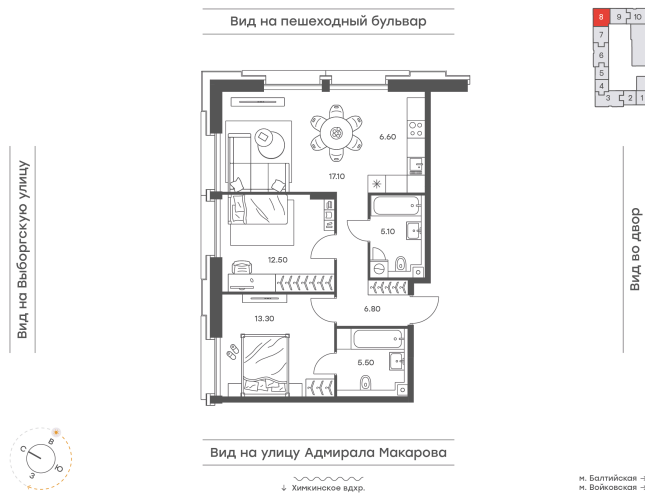 Вид на пешеходный бульвар
8
9
10
7
6
5
4
3
2
1
6.60
17.10
Вид на Выборгскую улицу
Вид во двор
5.10
12.50
6.80
13.30
5.50
С
В
Ю
З
Вид на улицу Адмирала Макарова
↓ Химкинское вдхр.
м. Балтийская →
м. Войковская →